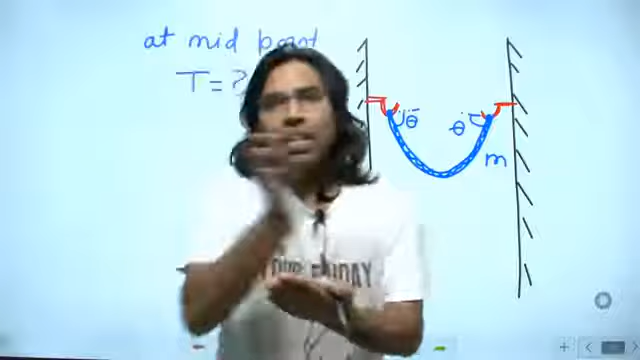 at mid point
T = ?
θ θ
m